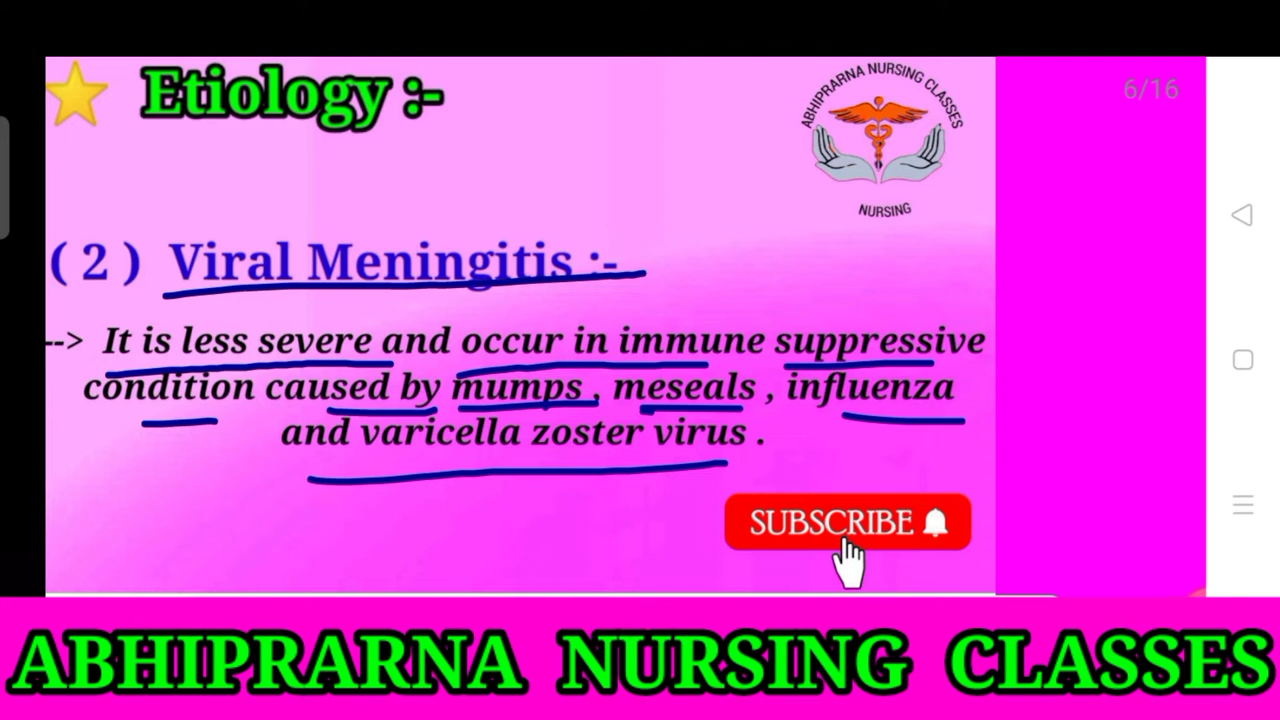 Etiology :-
ABHIPRARNA NURSING CLASSES
NURSING
6/16
( 2 ) Viral Meningitis :-
--> It is less severe and occur in immune suppressive
condition caused by mumps , meseals , influenza
and varicella zoster virus .
SUBSCRIBE
ABHIPRARNA NURSING CLASSES